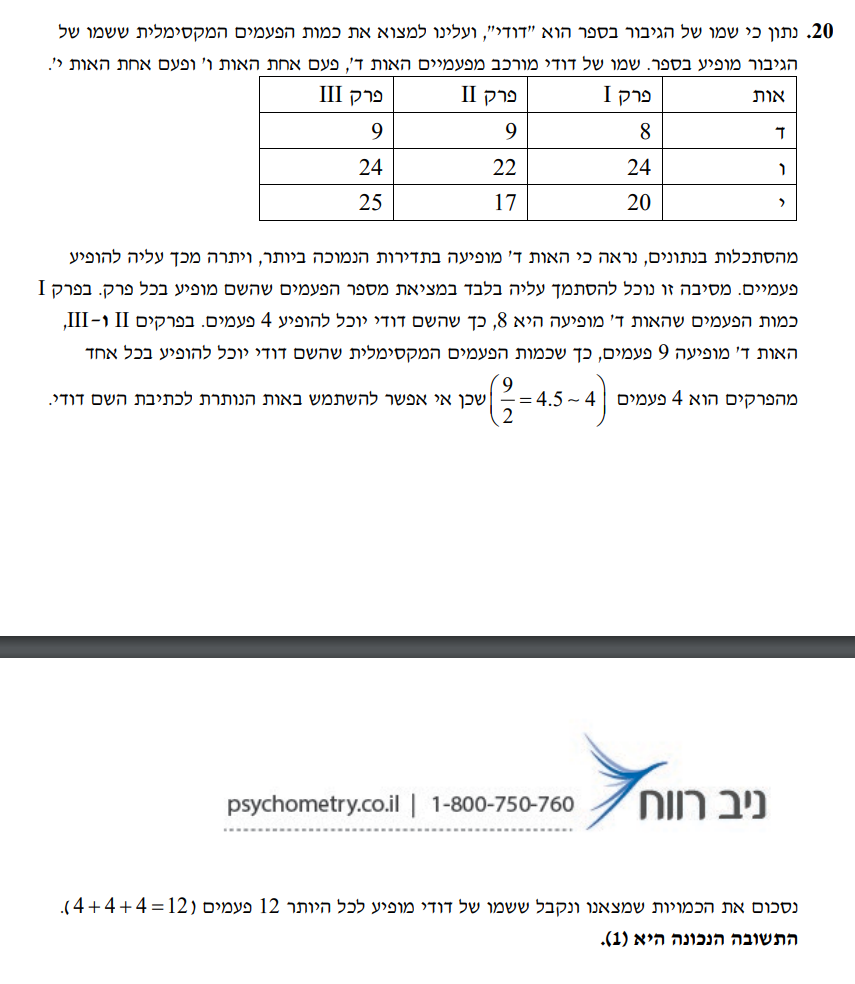 20. נתון כי שמו של הגיבור בספר הוא "דודי", ועלינו למצוא את כמות הפעמים המקסימלית ששמו של
הגיבור מופיע בספר. שמו של דודי מורכב מפעמיים האות ד', פעם אחת האות ו' ופעם אחת האות י'.
אות פרק I פרק II פרק III
ד 8 9 9
ו 24 22 24
י 20 17 25
מהסתכלות בנתונים, נראה כי האות ד' מופיעה בתדירות הנמוכה ביותר, ויתרה מכך עליה להופיע
פעמיים. מסיבה זו נוכל להסתמך עליה בלבד במציאת מספר הפעמים שהשם מופיע בכל פרק. בפרק I
כמות הפעמים שהאות ד' מופיעה היא 8, כך שהשם דודי יוכל להופיע 4 פעמים. בפרקים II ו-III,
האות ד' מופיעה 9 פעמים, כך שכמות הפעמים המקסימלית שהשם דודי יוכל להופיע בכל אחד
מהפרקים הוא 4 פעמים (9/2 = 4.5 ~ 4) שכן אי אפשר להשתמש באות הנותרת לכתיבת השם דודי.
ניב רווח
psychometry.co.il | 1-800-750-760
נסכום את הכמויות שמצאנו ונקבל ששמו של דודי מופיע לכל היותר 12 פעמים (4+4+4=12).
התשובה הנכונה היא (1).